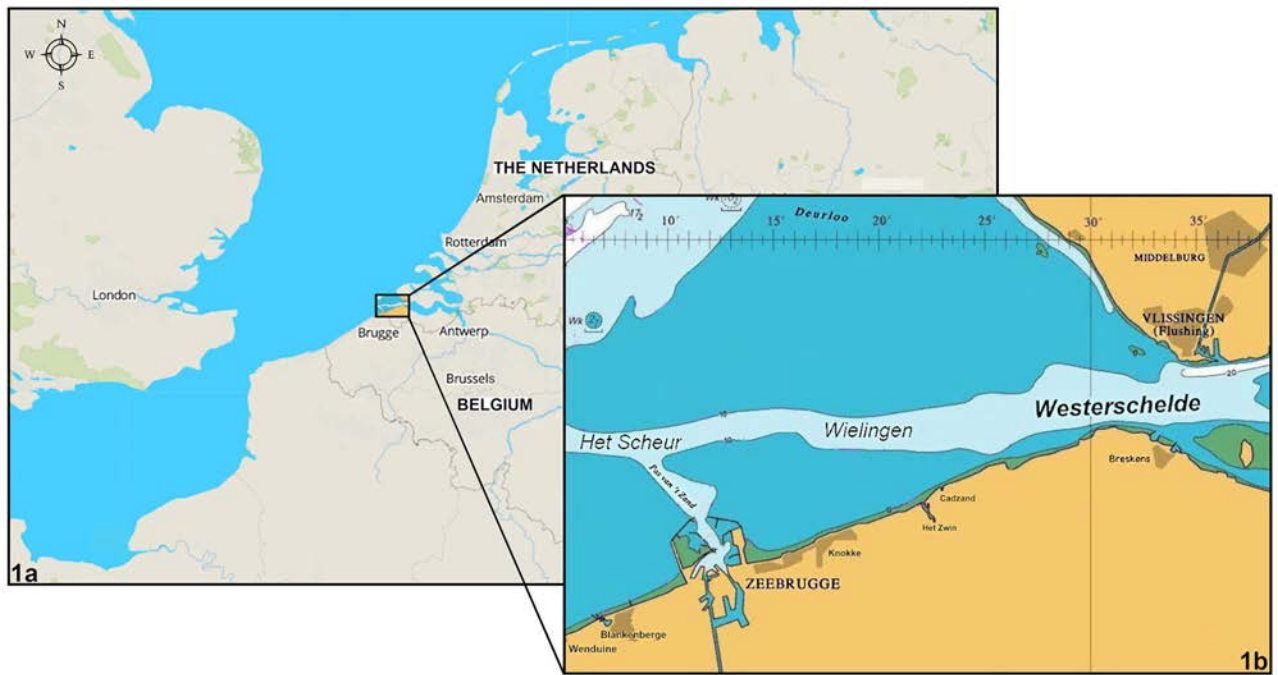 N
W E
S
THE NETHERLANDS
Amsterdam
Rotterdam
London
Brugge
Antwerp
Brussels
BELGIUM
1a
Wk
Deurloo
10´ 15´ 20´ 25´ 30´ 35´
MIDDELBURG
Wk
VLISSINGEN
(Flushing)
20
Westerschelde
10
Het Scheur
10
Wielingen
Pas van 't Zand
Breskens
Cadzand
Het Zwin
Knokke
ZEEBRUGGE
Blankenberge
Wenduine
1b